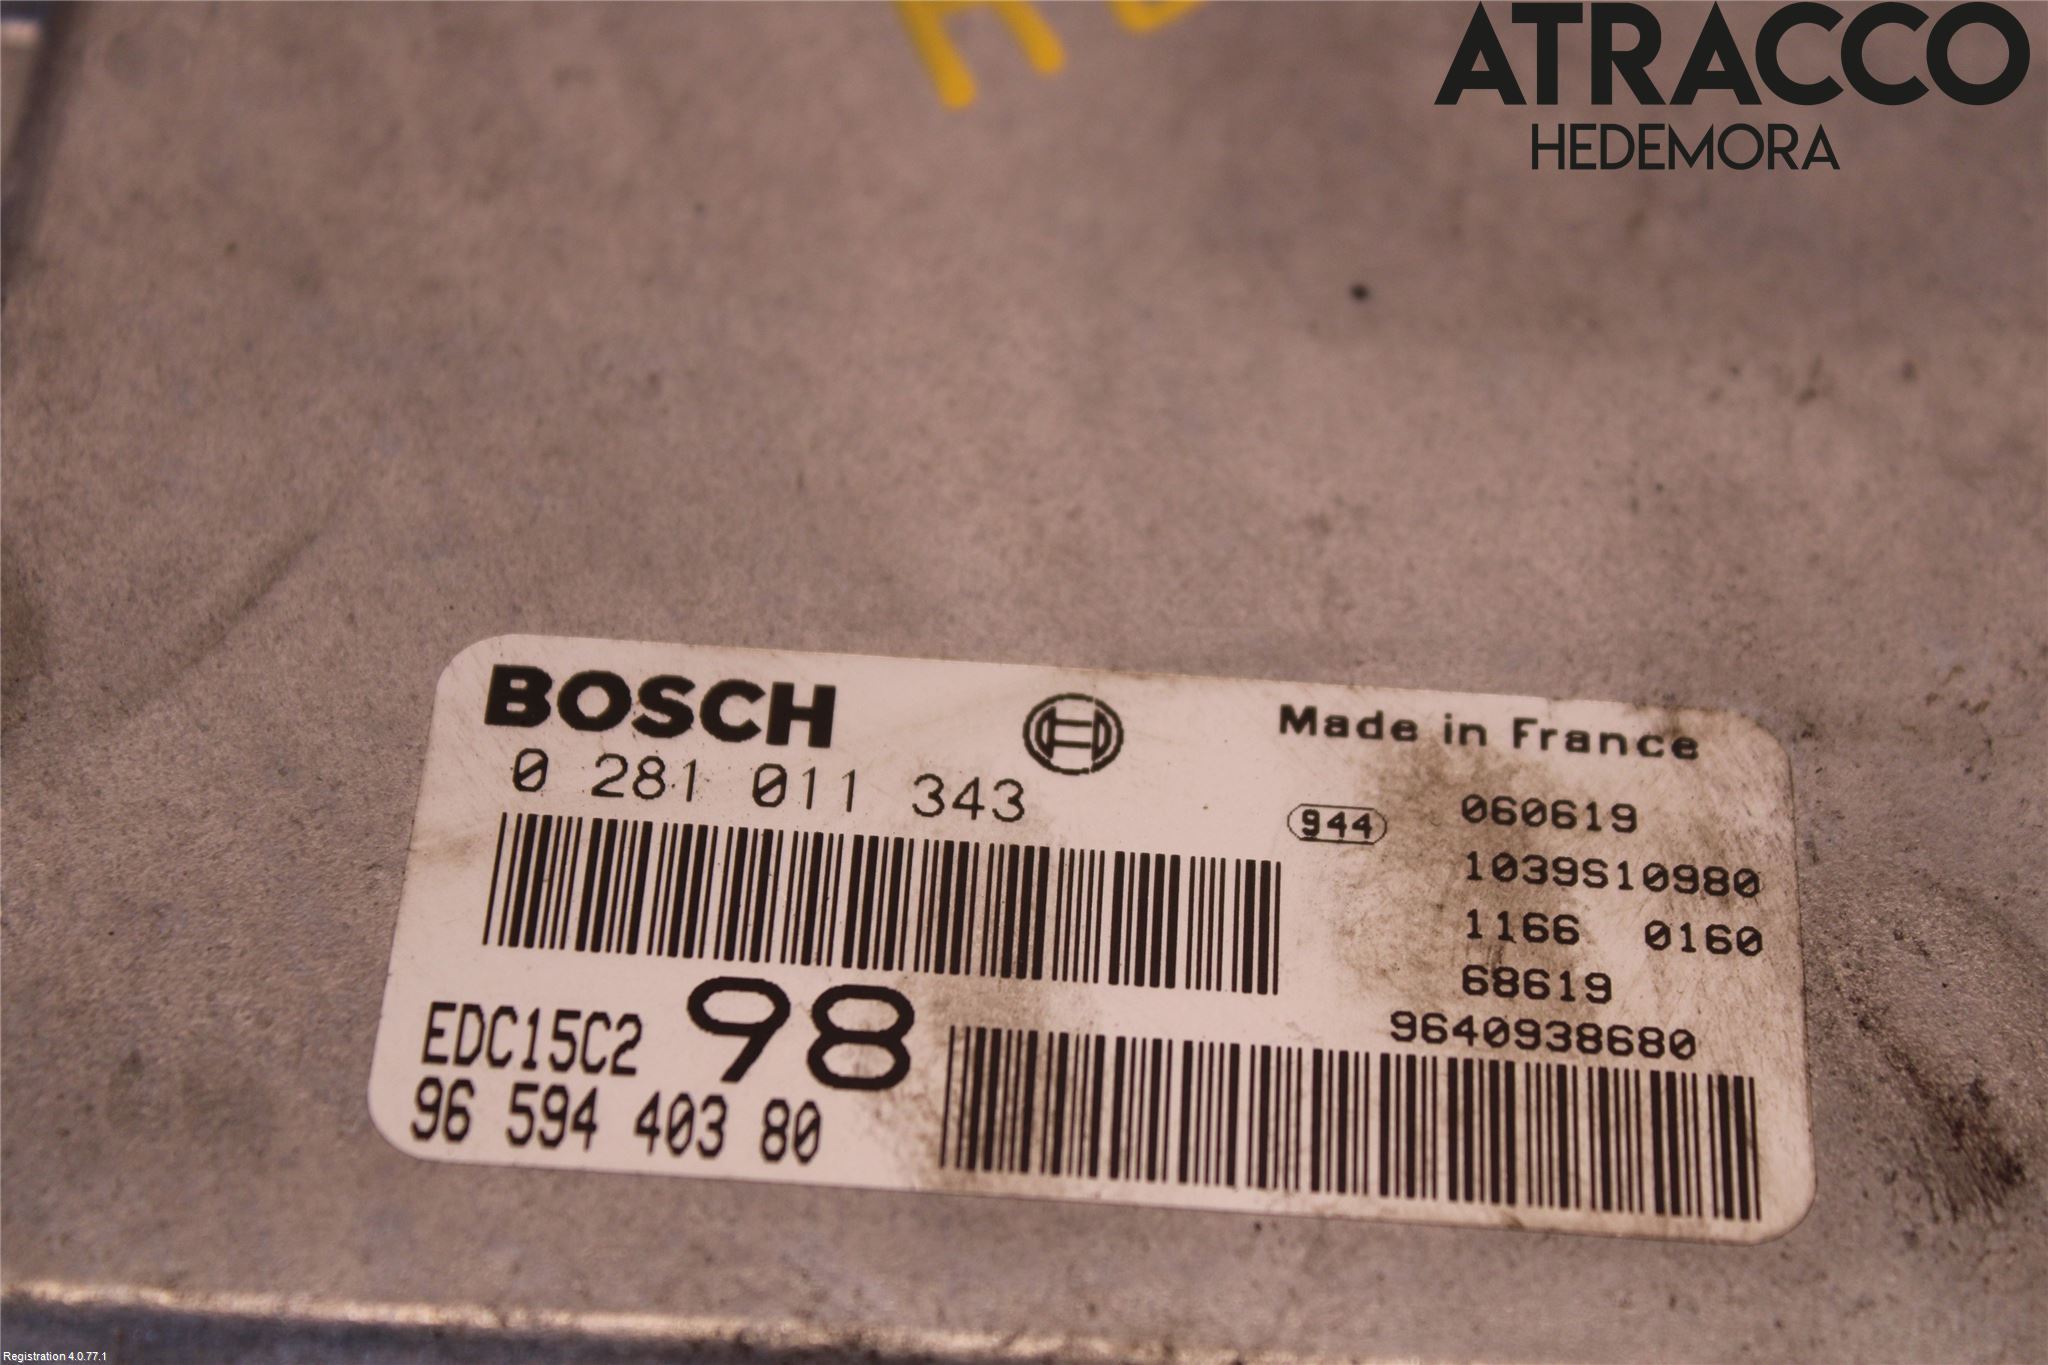 ATRACCO
HEDEMORA
BOSCH
Made in France
0 281 011 343
944
060619
1039S10980
1166 0160
68619
9640938680
EDC15C2
98
96 594 403 80
Registration 4.0.77.1